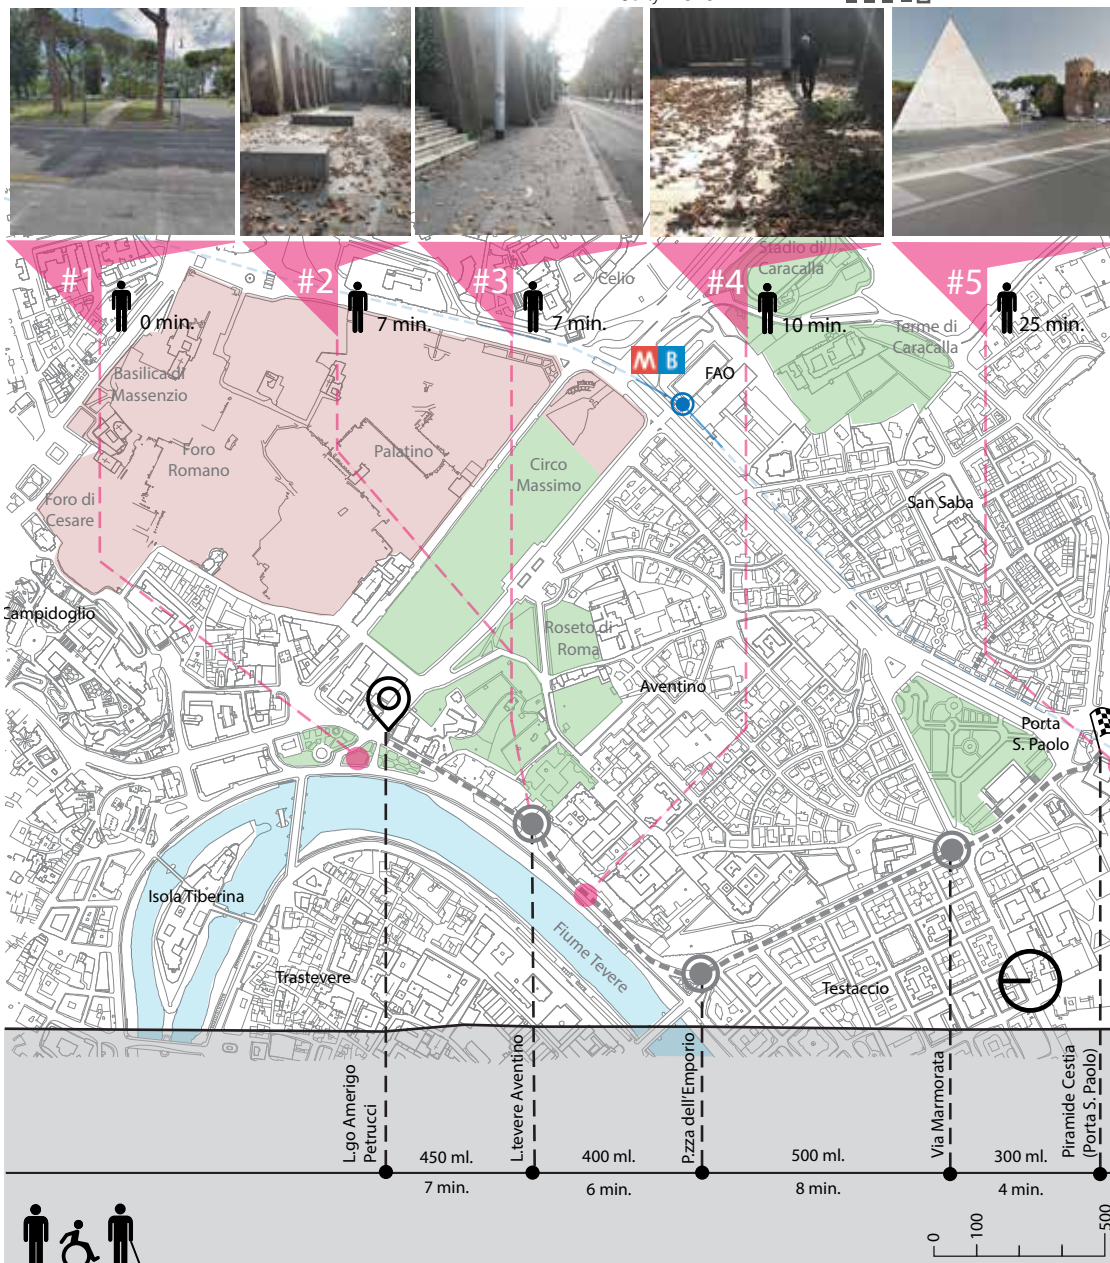 #1
#2
#3
#4
#5
0 min.
7 min.
7 min.
10 min.
25 min.
Stadio di
Caracalla
Celio
Terme di
Caracalla
M B
FAO
Basilica di
Massenzio
Foro
Romano
Palatino
Foro di
Cesare
Circo
Massimo
San Saba
Campidoglio
Roseto di
Roma
Aventino
Porta
S. Paolo
Isola Tiberina
Fiume Tevere
Trastevere
Testaccio
L.go Amerigo
Petrucci
L.tevere Aventino
P.zza dell'Emporio
Via Marmorata
Piramide Cestia
(Porta S. Paolo)
450 ml.
400 ml.
500 ml.
300 ml.
7 min.
6 min.
8 min.
4 min.
0
100
500